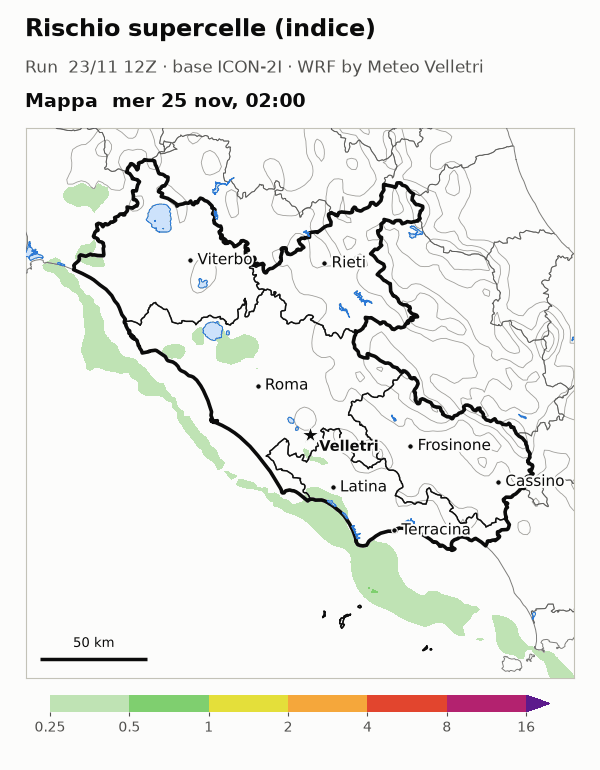 Rischio supercelle (indice)
Run  23/11 12Z · base ICON-2I · WRF by Meteo Velletri
Mappa  mer 25 nov, 02:00
Viterbo
Rieti
Roma
Velletri
Frosinone
Latina
Cassino
Terracina
50 km
0.25 0.5 1 2 4 8 16